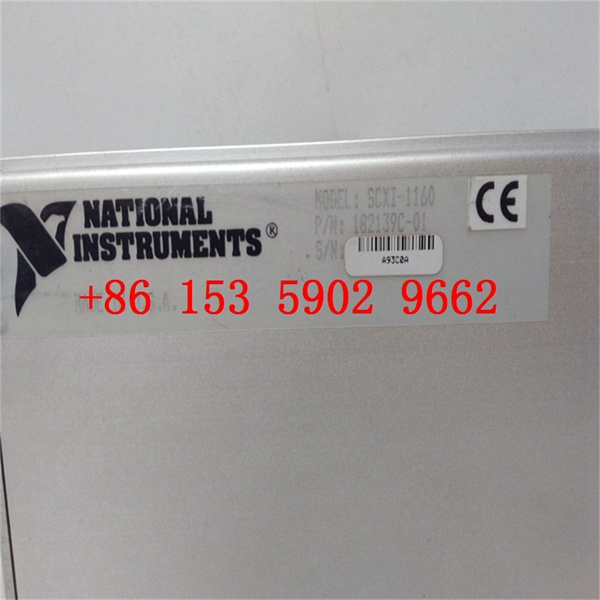 NATIONAL
INSTRUMENTS®
MODEL: SCXI-1160
P/N: 182139C-01
S/N:
A93C0A
CE
+86 153 5902 9662